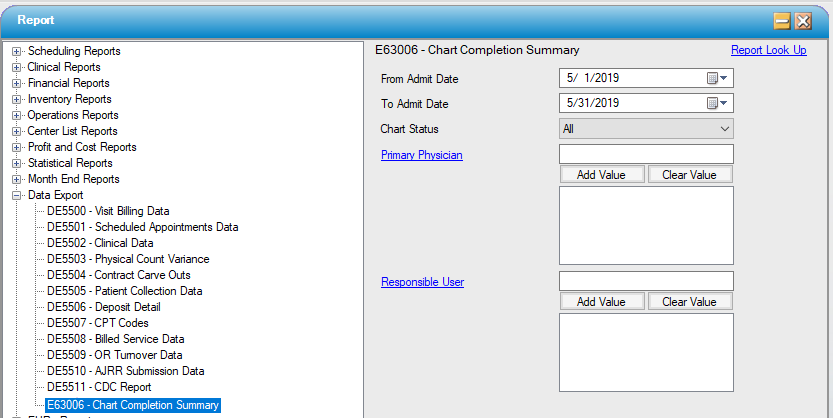 Report
Scheduling Reports
Clinical Reports
Financial Reports
Inventory Reports
Operations Reports
Center List Reports
Profit and Cost Reports
Statistical Reports
Month End Reports
Data Export
DE5500 - Visit Billing Data
DE5501 - Scheduled Appointments Data
DE5502 - Clinical Data
DE5503 - Physical Count Variance
DE5504 - Contract Carve Outs
DE5505 - Patient Collection Data
DE5506 - Deposit Detail
DE5507 - CPT Codes
DE5508 - Billed Service Data
DE5509 - OR Turnover Data
DE5510 - AJRR Submission Data
DE5511 - CDC Report
E63006 - Chart Completion Summary
E63006 - Chart Completion Summary Report Look Up
From Admit Date 5/ 1/2019
To Admit Date 5/31/2019
Chart Status All
Primary Physician
Add Value Clear Value
Responsible User
Add Value Clear Value